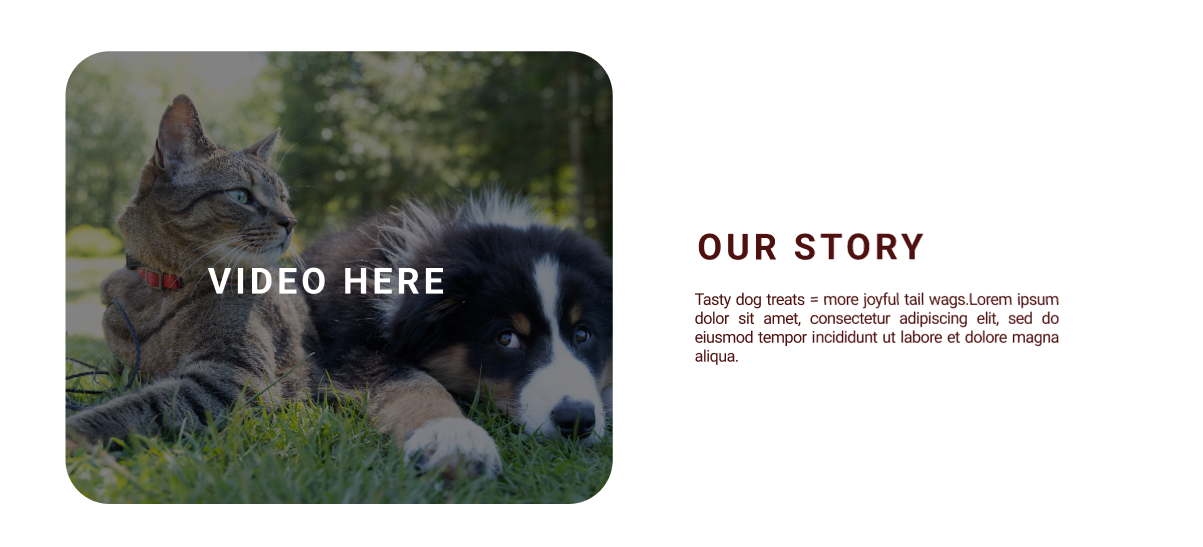 VIDEO HERE
OUR STORY
Tasty dog treats = more joyful tail wags.Lorem ipsum
dolor sit amet, consectetur adipiscing elit, sed do
eiusmod tempor incididunt ut labore et dolore magna
aliqua.